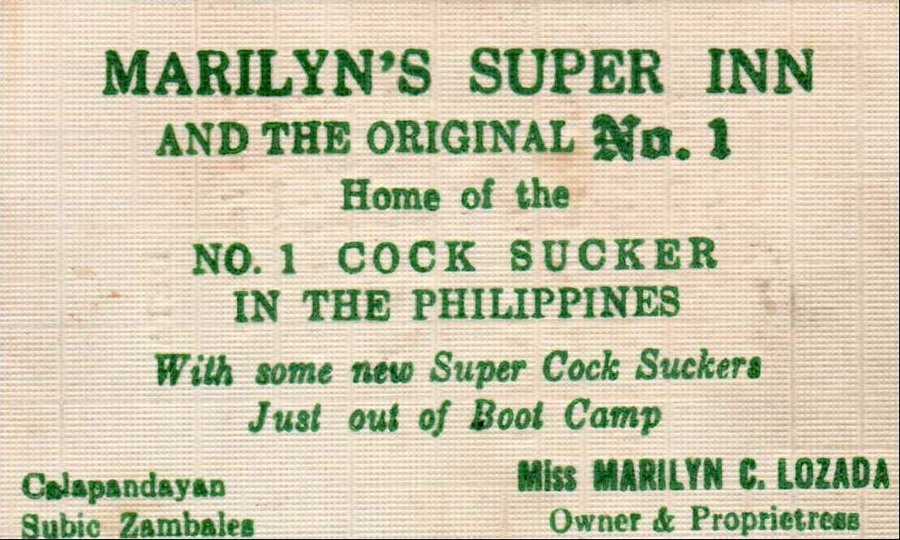 MARILYN'S SUPER INN
AND THE ORIGINAL No. 1
Home of the
NO. 1 COCK SUCKER
IN THE PHILIPPINES
With some new Super Cock Suckers
Just out of Boot Camp
Calapandayan
Subic Zambales
Miss MARILYN C. LOZADA
Owner & Proprietress